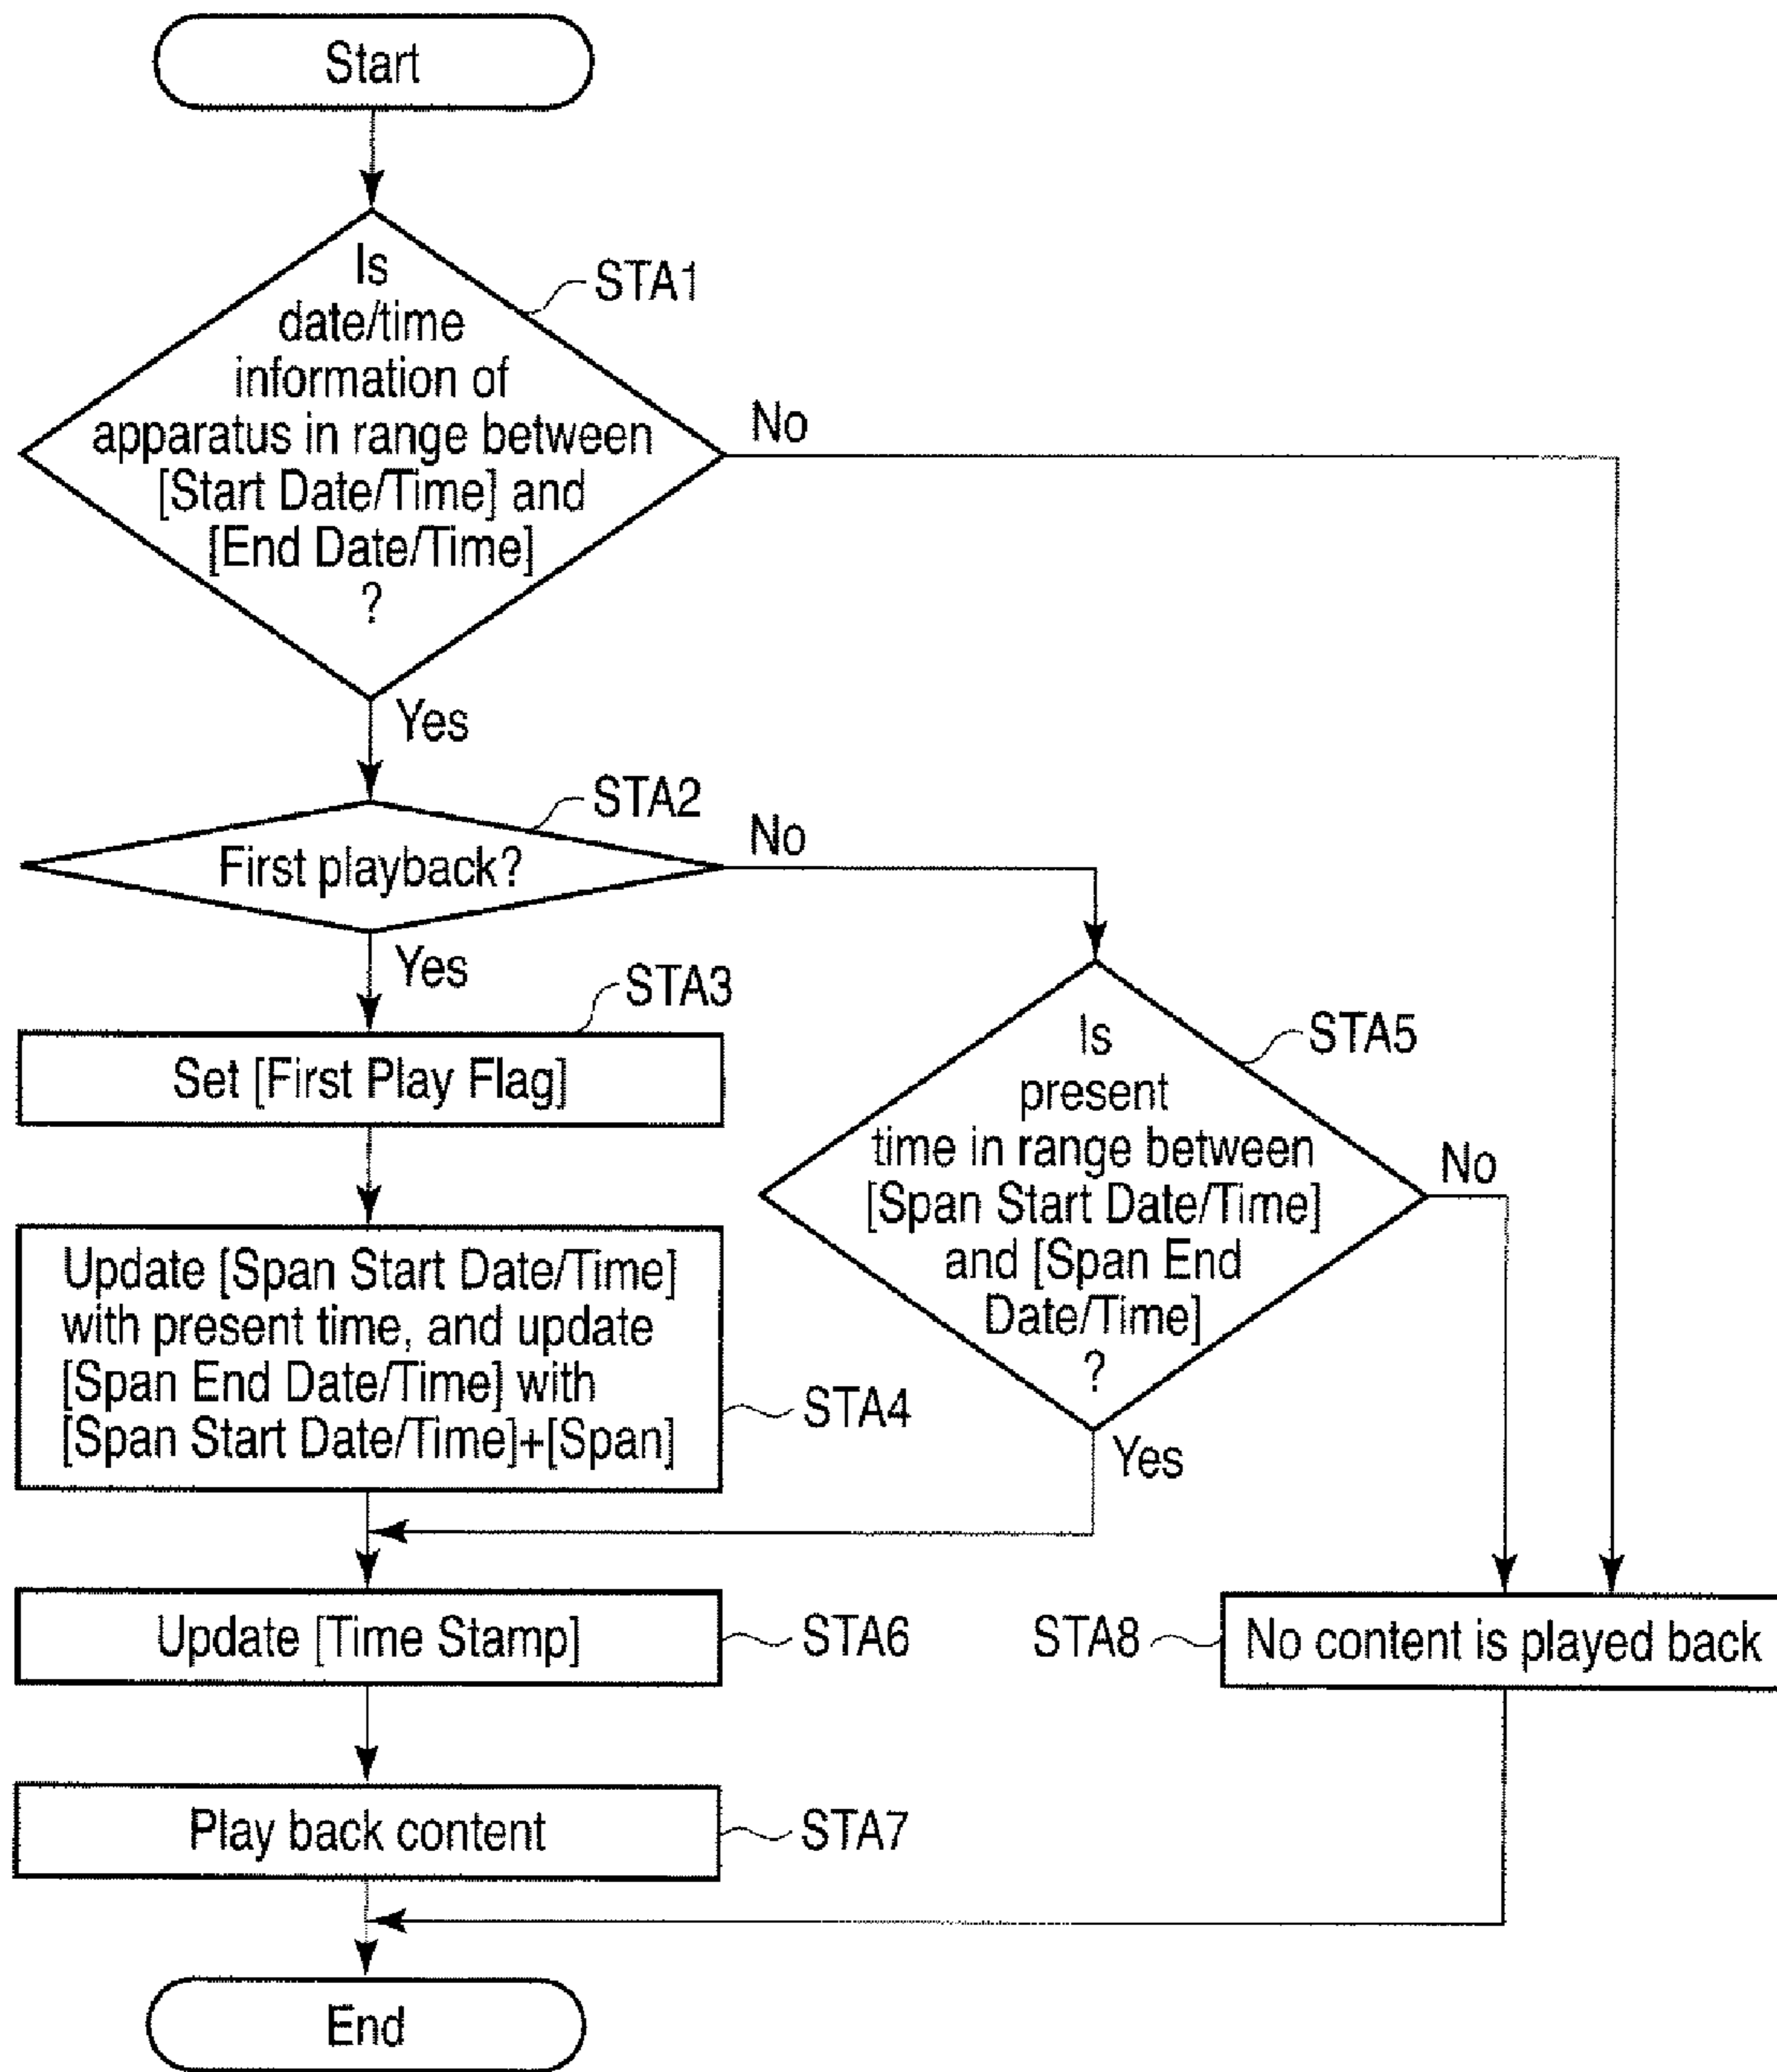 Start
Is
date/time
information of
apparatus in range between
[Start Date/Time] and
[End Date/Time]
?
STA1
No
Yes
First playback?
STA2
No
Yes
STA3
Set [First Play Flag]
Is
present
time in range between
[Span Start Date/Time]
and [Span End
Date/Time]
?
STA5
No
Yes
Update [Span Start Date/Time]
with present time, and update
[Span End Date/Time] with
[Span Start Date/Time]+[Span]
STA4
Update [Time Stamp]
STA6
STA8
No content is played back
Play back content
STA7
End